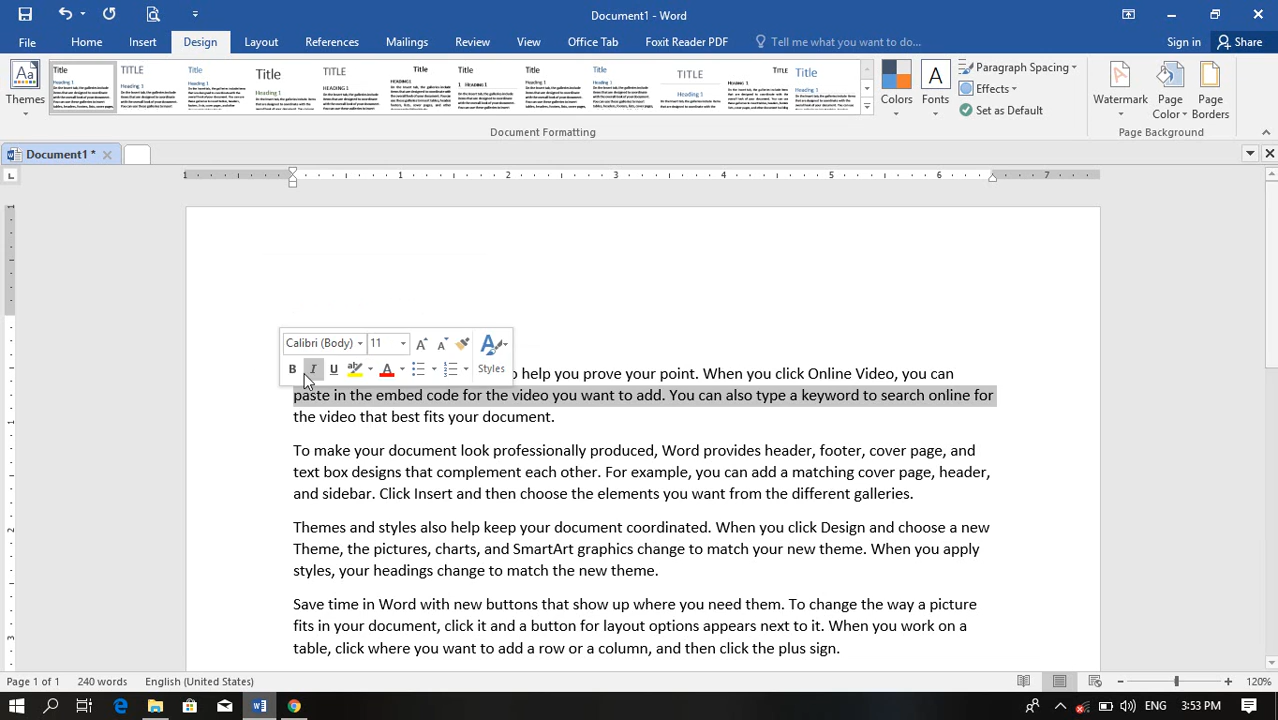 Document1 - Word
File Home Insert Design Layout References Mailings Review View Office Tab Foxit Reader PDF Tell me what you want to do... Sign in Share
Themes
Title
Heading 1
TITLE
Heading 1
Title
Heading 1
Title
Heading 1
TITLE
HEADING 1
TITLE
HEADING 1
Title
1 Heading 1
Title
Heading 1
Title
Heading 1
TITLE
Heading 1
Title
Heading 1
Title
Heading 1
Colors Fonts
Paragraph Spacing
Effects
Set as Default
Watermark Page Color Page Borders
Document Formatting Page Background
Document1 *
1 1 2 3 4 5 6 7
Calibri (Body) 11
B I U Styles
o help you prove your point. When you click Online Video, you can
paste in the embed code for the video you want to add. You can also type a keyword to search online for
the video that best fits your document.
To make your document look professionally produced, Word provides header, footer, cover page, and
text box designs that complement each other. For example, you can add a matching cover page, header,
and sidebar. Click Insert and then choose the elements you want from the different galleries.
Themes and styles also help keep your document coordinated. When you click Design and choose a new
Theme, the pictures, charts, and SmartArt graphics change to match your new theme. When you apply
styles, your headings change to match the new theme.
Save time in Word with new buttons that show up where you need them. To change the way a picture
fits in your document, click it and a button for layout options appears next to it. When you work on a
table, click where you want to add a row or a column, and then click the plus sign.
Page 1 of 1 240 words English (United States) 120%
ENG 3:53 PM